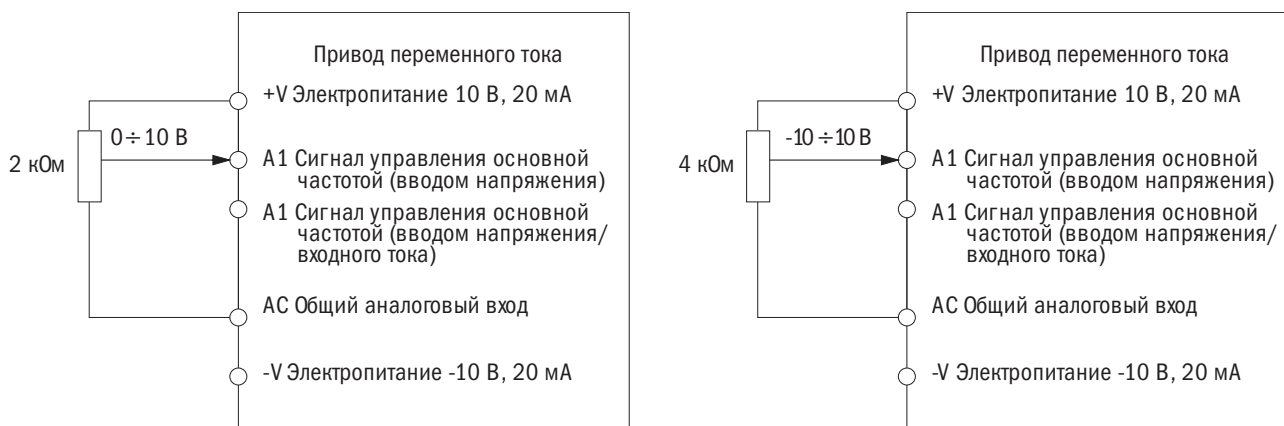 Привод переменного тока
+V Электропитание 10 В, 20 мА
0÷10 В
2 кОм
A1 Сигнал управления основной
частотой (вводом напряжения)
A1 Сигнал управления основной
частотой (вводом напряжения/
входного тока)
AC Общий аналоговый вход
-V Электропитание -10 В, 20 мА
Привод переменного тока
+V Электропитание 10 В, 20 мА
-10÷10 В
4 кОм
A1 Сигнал управления основной
частотой (вводом напряжения)
A1 Сигнал управления основной
частотой (вводом напряжения/
входного тока)
AC Общий аналоговый вход
-V Электропитание -10 В, 20 мА